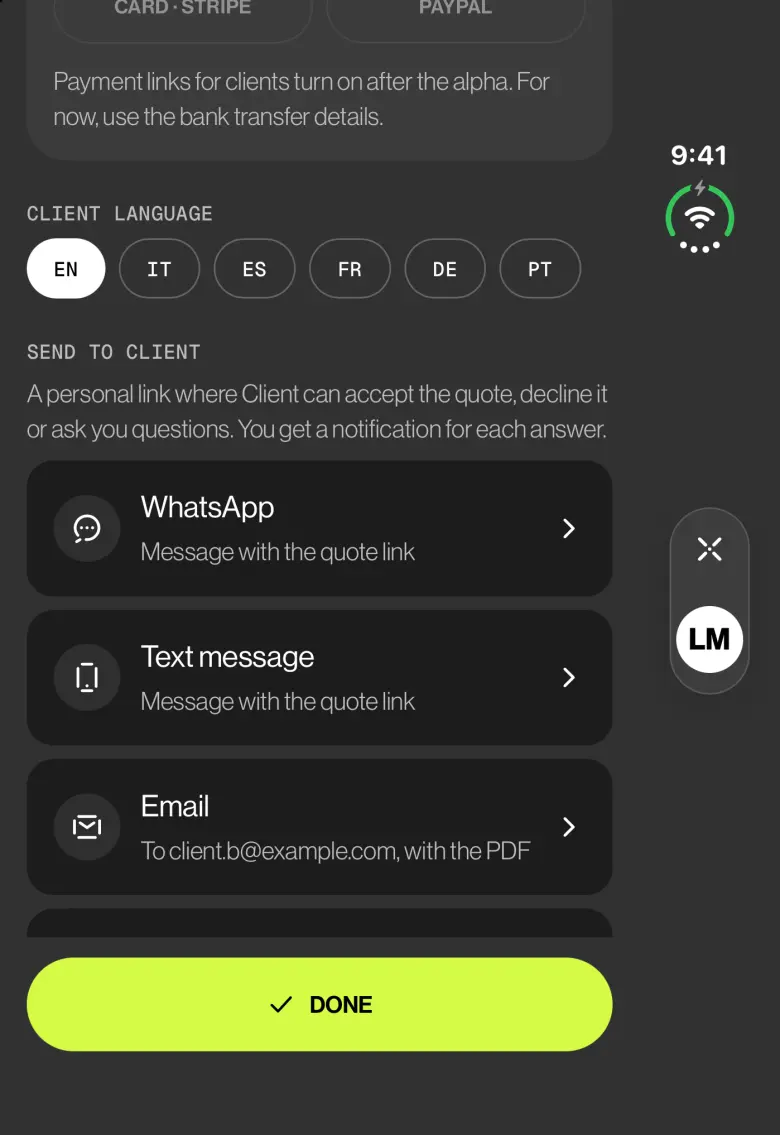 CARD · STRIPE
PAYPAL
Payment links for clients turn on after the alpha. For
now, use the bank transfer details.
9:41
CLIENT LANGUAGE
EN
IT
ES
FR
DE
PT
SEND TO CLIENT
A personal link where Client can accept the quote, decline it
or ask you questions. You get a notification for each answer.
WhatsApp
Message with the quote link
LM
Text message
Message with the quote link
Email
To client.b@example.com, with the PDF
DONE